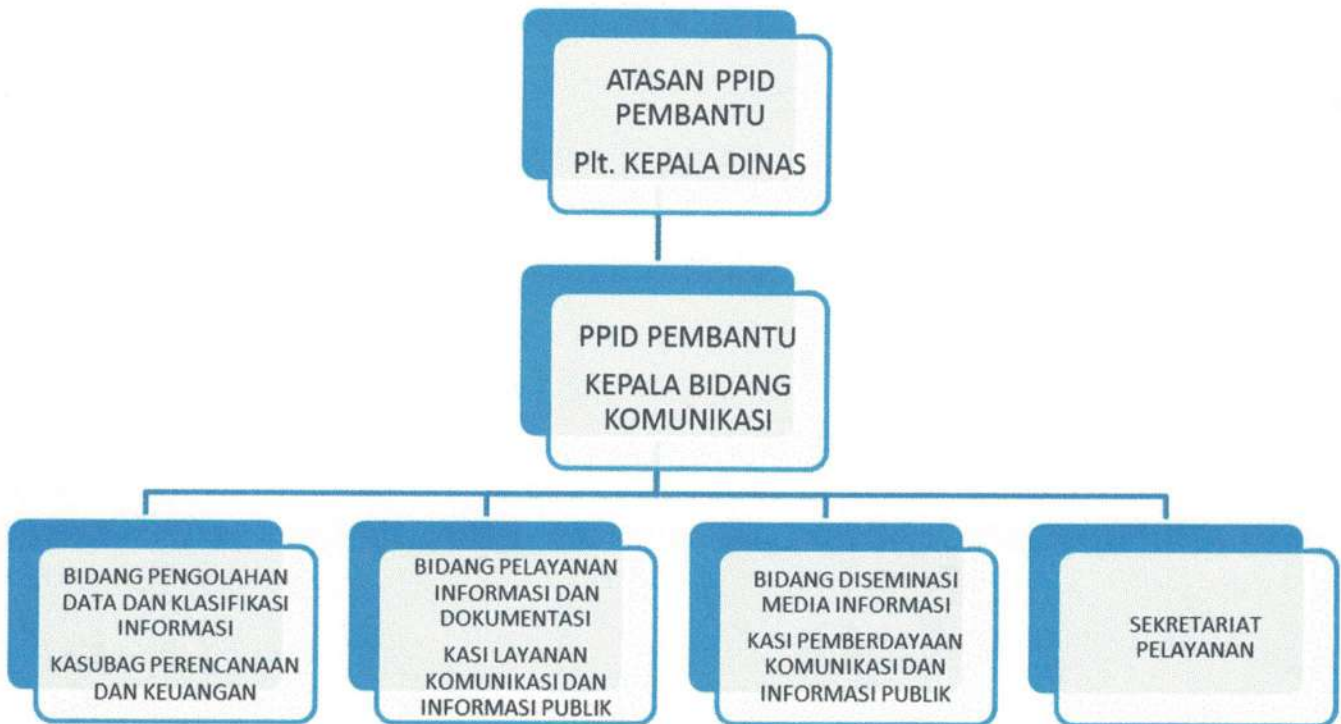 ATASAN PPID
PEMBANTU
Plt. KEPALA DINAS
PPID PEMBANTU
KEPALA BIDANG
KOMUNIKASI
BIDANG PENGOLAHAN
DATA DAN KLASIFIKASI
INFORMASI
KASUBAG PERENCANAAN
DAN KEUANGAN
BIDANG PELAYANAN
INFORMASI DAN
DOKUMENTASI
KASI LAYANAN
KOMUNIKASI DAN
INFORMASI PUBLIK
BIDANG DISEMINASI
MEDIA INFORMASI
KASI PEMBERDAYAAN
KOMUNIKASI DAN
INFORMASI PUBLIK
SEKRETARIAT
PELAYANAN